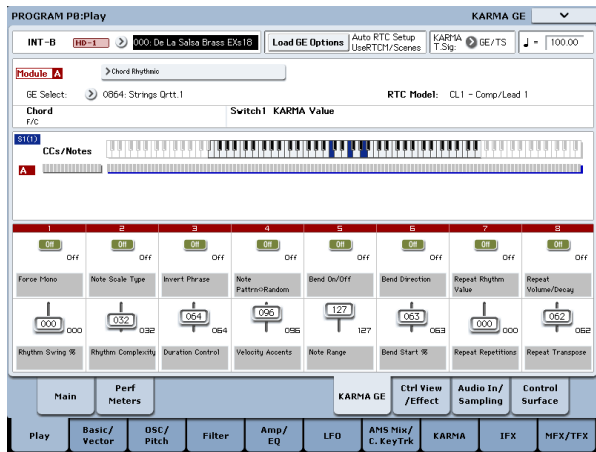 PROGRAM P0:Play KARMA GE
INT-B HD-1 000: De La Salsa Brass EXs18 Load GE Options Auto RTC Setup UseRTCM/Scenes KARMA T.Sig: GE/TS = 100.00
Module A Chord Rhythmic
GE Select: 0864: Strings Qrtt.1 RTC Model: CL1 - Comp/Lead 1
Chord Switch1 KARMA Value
F/C
S1(1)
CCs/Notes
A
1 2 3 4 5 6 7 8
Off Off Off Off Off Off Off Off
Off Off Off Off Off Off Off Off
Force Mono Note Scale Type Invert Phrase Note Pattrn<>Random Bend On/Off Bend Direction Repeat Rhythm Value Repeat Volume/Decay
000 032 064 096 127 063 000 062
000 032 064 096 127 063 000 062
Rhythm Swing % Rhythm Complexity Duration Control Velocity Accents Note Range Bend Start % Repeat Repetitions Repeat Transpose
Main Perf Meters KARMA GE Ctrl View /Effect Audio In/ Sampling Control Surface
Play Basic/ Vector OSC/ Pitch Filter Amp/ EQ LFO AMS Mix/ C. KeyTrk KARMA IFX MFX/TFX